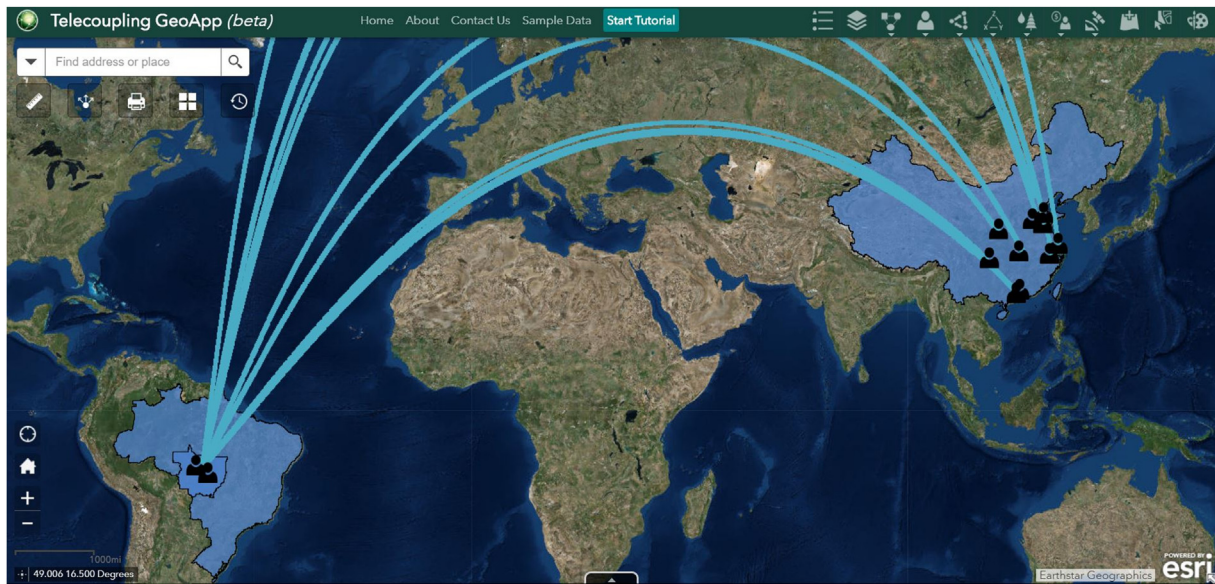 Telecoupling GeoApp (beta)
Home About Contact Us Sample Data Start Tutorial
Find address or place
1000mi
49.006 16.500 Degrees
Earthstar Geographics
POWERED BY
esri